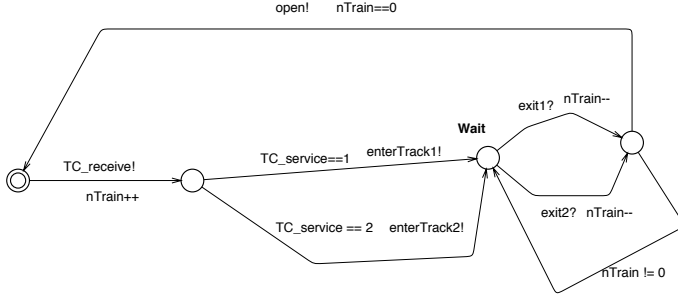 open! nTrain==0
exit1? nTrain--
Wait
TC_receive!
TC_service==1 enterTrack1!
nTrain++
TC_service == 2 enterTrack2!
exit2? nTrain--
nTrain != 0